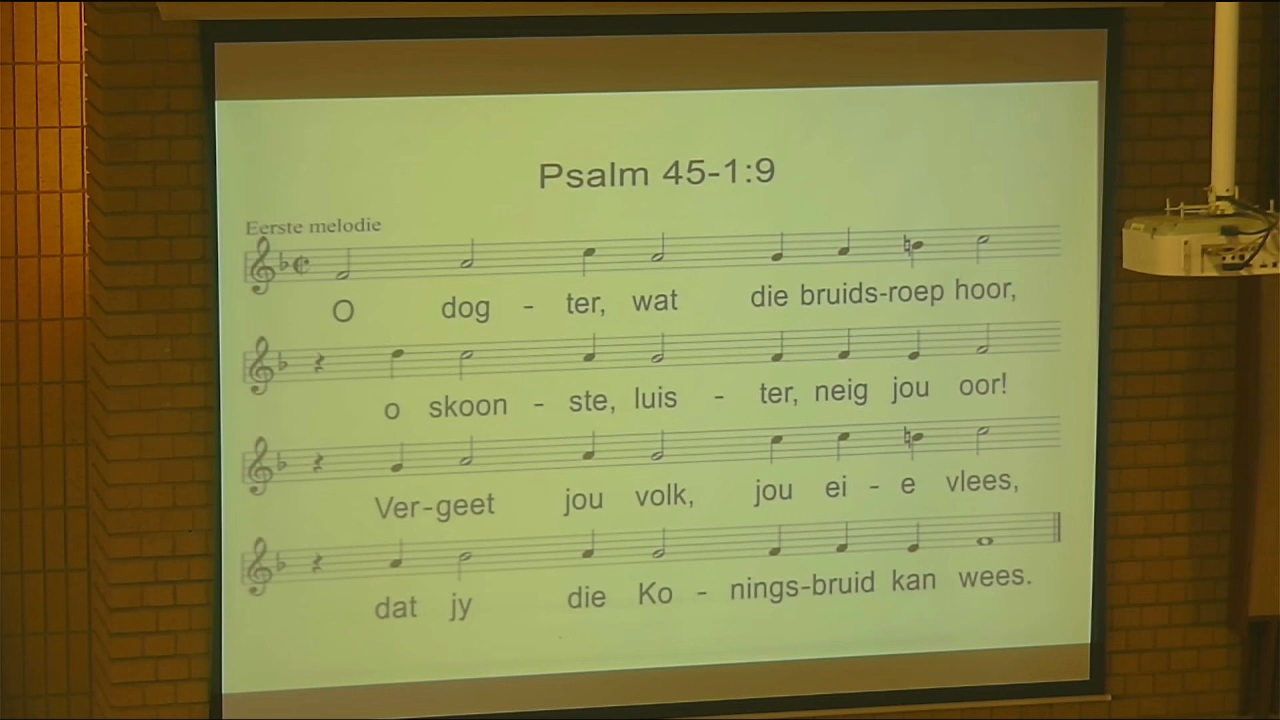 Psalm 45-1:9
Eerste melodie
O dog - ter, wat die bruids-roep hoor,
o skoon - ste, luis - ter, neig jou oor!
Ver-geet jou volk, jou ei - e vlees,
dat jy die Ko - nings-bruid kan wees.